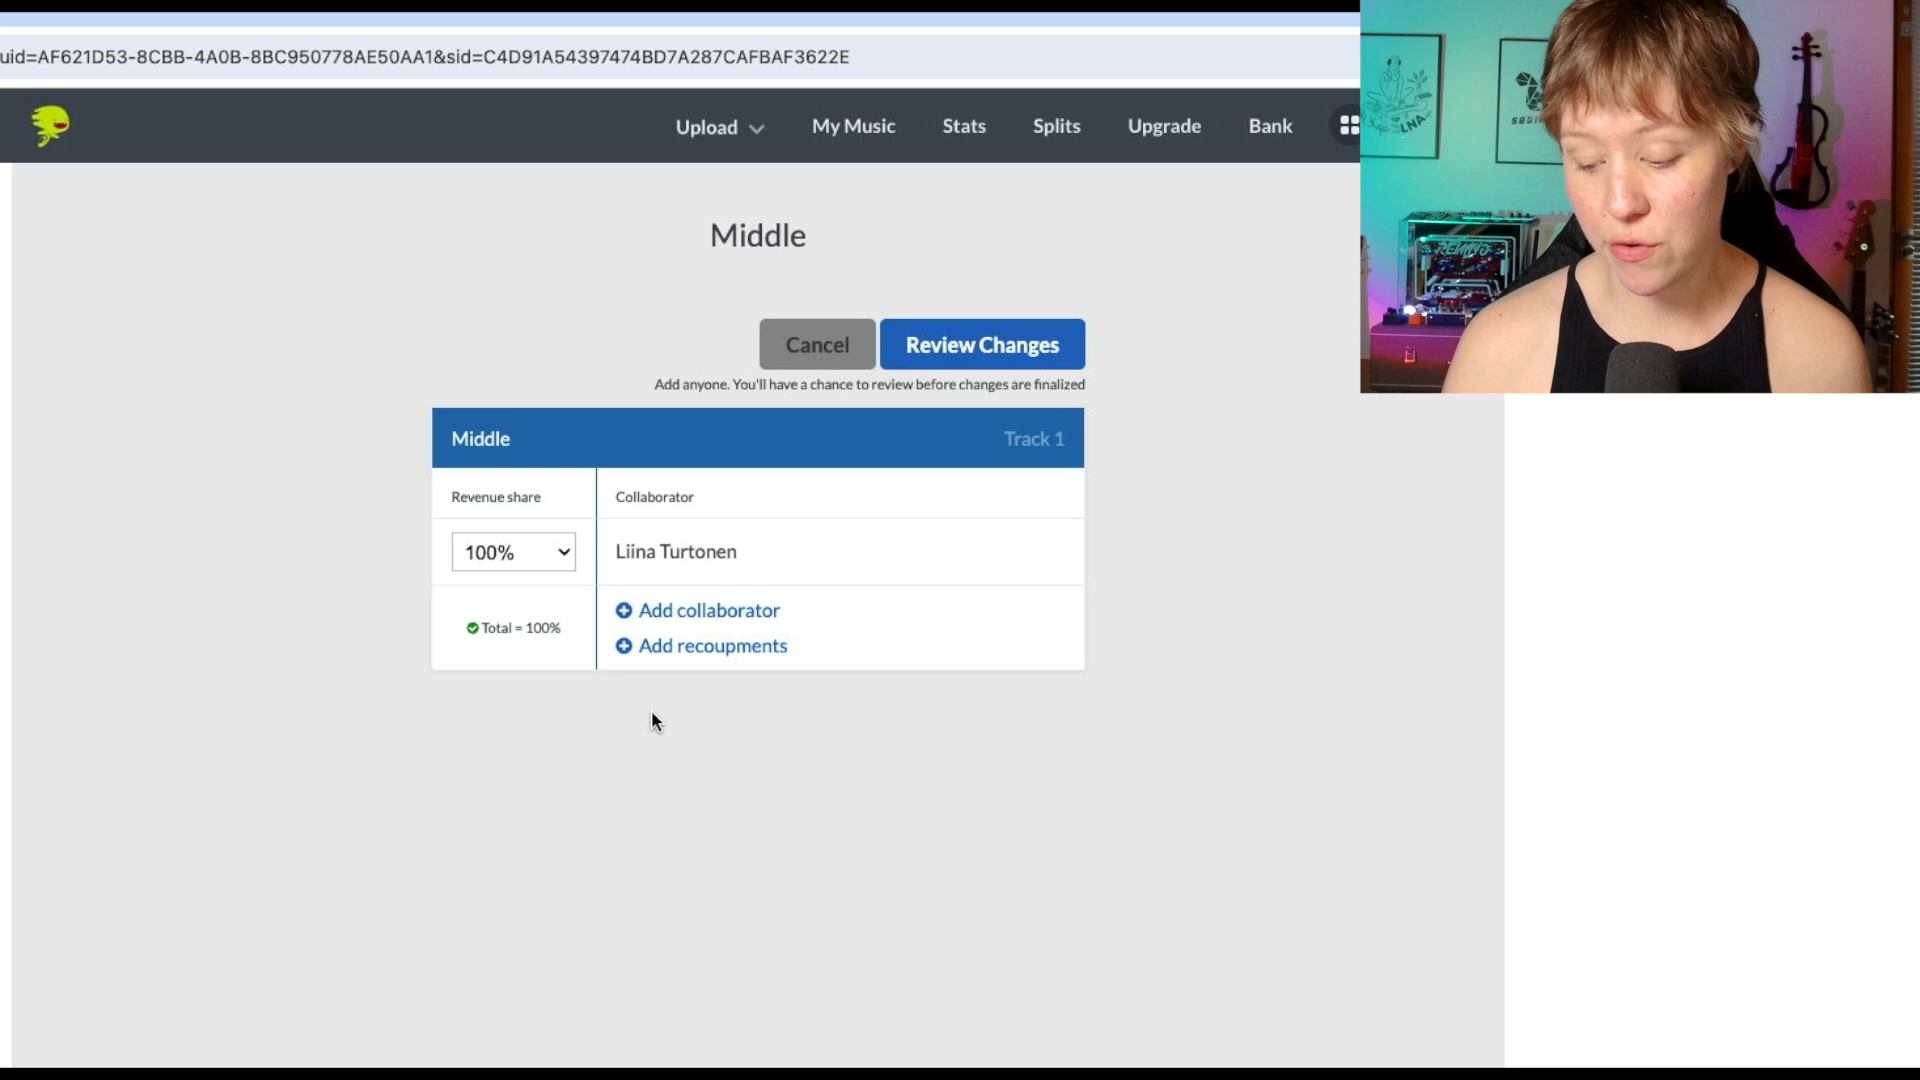 uid=AF621D53-8CBB-4A0B-8BC950778AE50AA1&sid=C4D91A54397474BD7A287CAFBAF3622E
Upload My Music Stats Splits Upgrade Bank
LNA
Middle
Cancel Review Changes
Add anyone. You'll have a chance to review before changes are finalized
Middle Track 1
Revenue share Collaborator
100% Liina Turtonen
Add collaborator
Total = 100%
Add recoupments